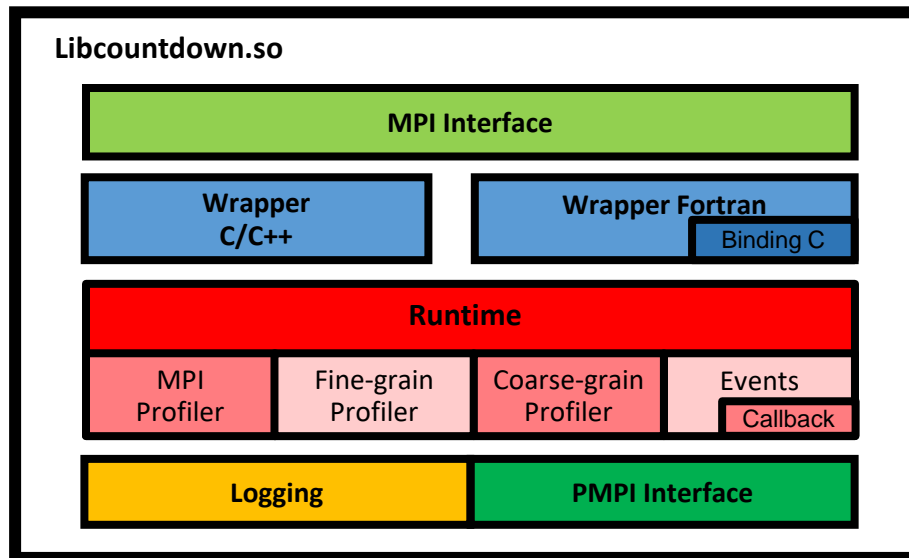 Libcountdown.so
MPI Interface
Wrapper
C/C++
Wrapper Fortran
Binding C
Runtime
MPI
Profiler
Fine-grain
Profiler
Coarse-grain
Profiler
Events
Callback
Logging
PMPI Interface